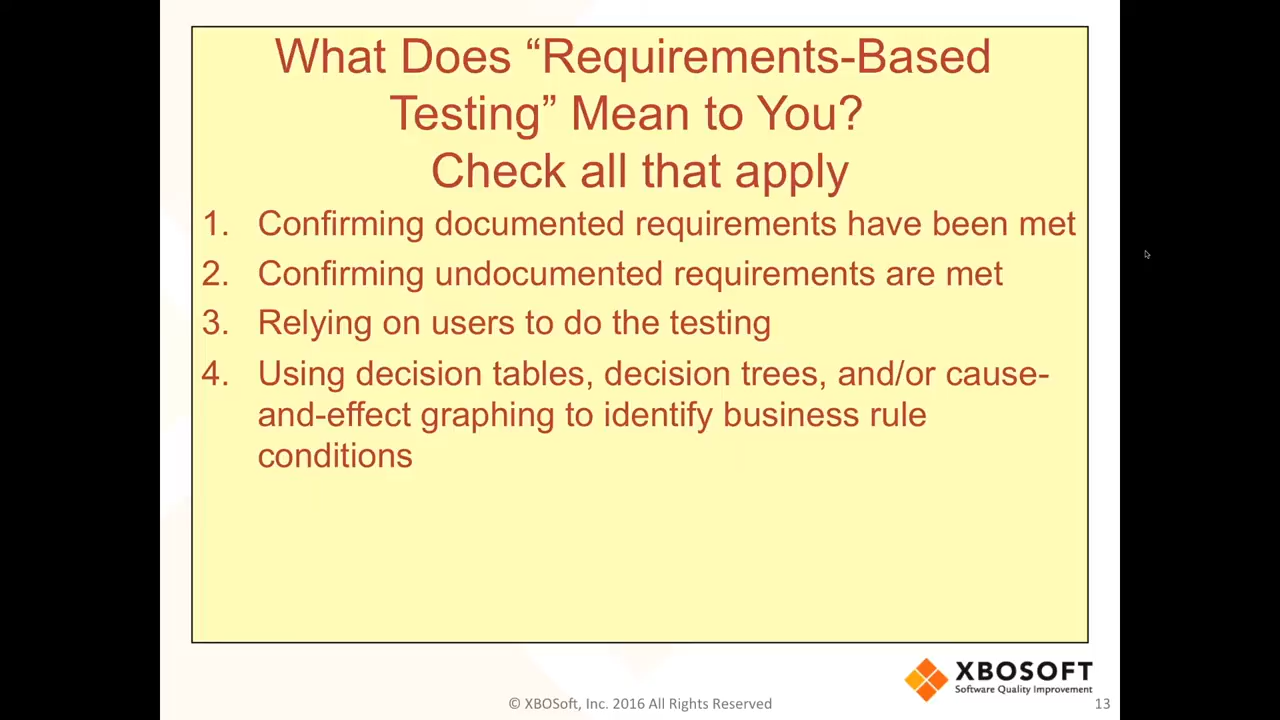 What Does “Requirements-Based
Testing” Mean to You?
Check all that apply
1. Confirming documented requirements have been met
2. Confirming undocumented requirements are met
3. Relying on users to do the testing
4. Using decision tables, decision trees, and/or cause-
and-effect graphing to identify business rule
conditions
XBOSOFT
Software Quality Improvement
© XBOSoft, Inc. 2016 All Rights Reserved
13